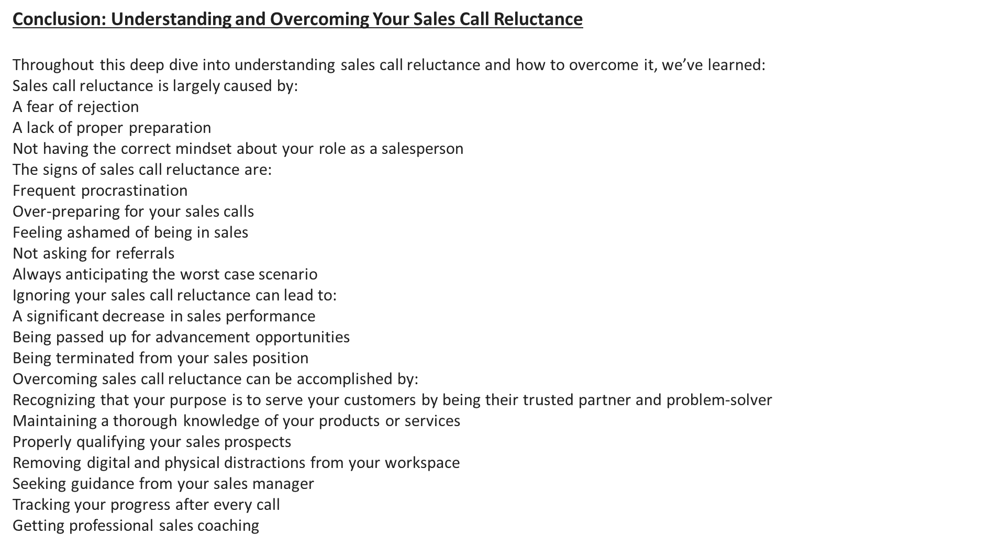 Conclusion: Understanding and Overcoming Your Sales Call Reluctance
Throughout this deep dive into understanding sales call reluctance and how to overcome it, we’ve learned:
Sales call reluctance is largely caused by:
A fear of rejection
A lack of proper preparation
Not having the correct mindset about your role as a salesperson
The signs of sales call reluctance are:
Frequent procrastination
Over-preparing for your sales calls
Feeling ashamed of being in sales
Not asking for referrals
Always anticipating the worst case scenario
Ignoring your sales call reluctance can lead to:
A significant decrease in sales performance
Being passed up for advancement opportunities
Being terminated from your sales position
Overcoming sales call reluctance can be accomplished by:
Recognizing that your purpose is to serve your customers by being their trusted partner and problem-solver
Maintaining a thorough knowledge of your products or services
Properly qualifying your sales prospects
Removing digital and physical distractions from your workspace
Seeking guidance from your sales manager
Tracking your progress after every call
Getting professional sales coaching